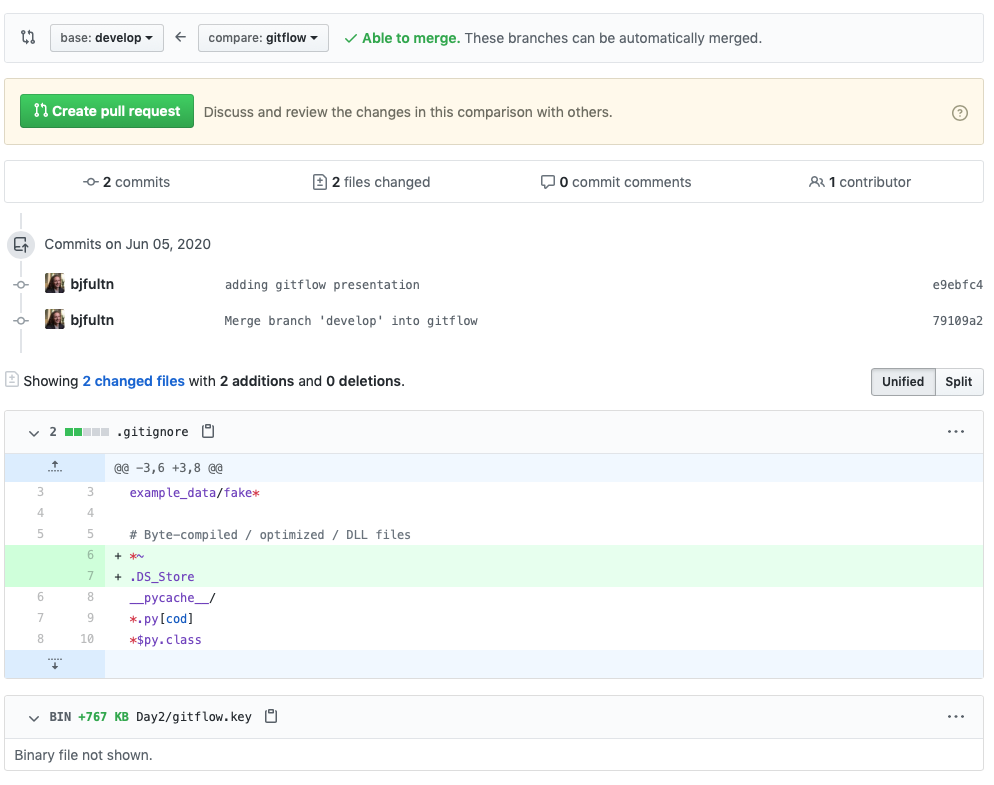 base: develop compare: gitflow Able to merge. These branches can be automatically merged.
Create pull request Discuss and review the changes in this comparison with others. ?
2 commits 2 files changed 0 commit comments 1 contributor
Commits on Jun 05, 2020
bjfultn adding gitflow presentation e9ebfc4
bjfultn Merge branch 'develop' into gitflow 79109a2
Showing 2 changed files with 2 additions and 0 deletions. Unified Split
2 .gitignore ...
@@ -3,6 +3,8 @@
3 3 example_data/fake*
4 4
5 5 # Byte-compiled / optimized / DLL files
6 + *~
7 + .DS_Store
6 8 __pycache__/
7 9 *.py[cod]
8 10 *$py.class
BIN +767 KB Day2/gitflow.key ...
Binary file not shown.